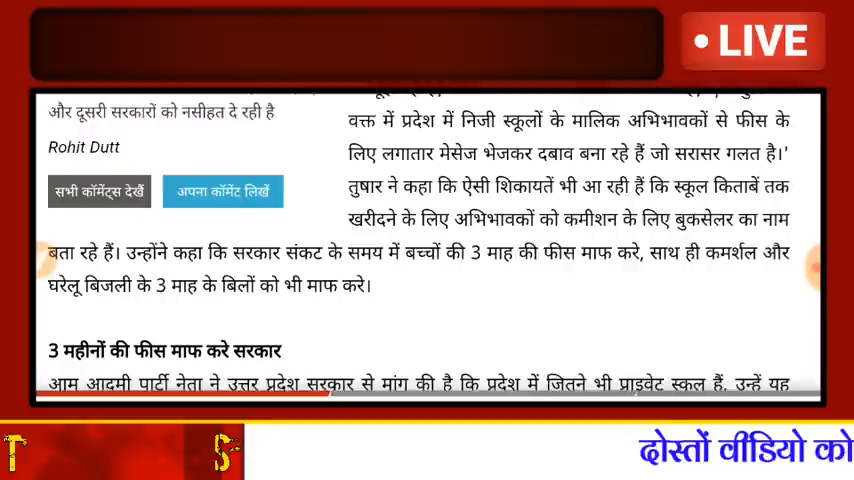 • LIVE
और दूसरी सरकारों को नसीहत दे रही है
Rohit Dutt
सभी कॉमेंट्स देखैं
अपना कॉमेंट लिखें
वक्त में प्रदेश में निजी स्कूलों के मालिक अभिभावकों से फीस के
लिए लगातार मेसेज भेजकर दबाव बना रहे हैं जो सरासर गलत है।'
तुषार ने कहा कि ऐसी शिकायतें भी आ रही हैं कि स्कूल किताबें तक
खरीदने के लिए अभिभावकों को कमीशन के लिए बुकसेलर का नाम
बता रहे हैं। उन्होंने कहा कि सरकार संकट के समय में बच्चों की 3 माह की फीस माफ करे, साथ ही कमर्शल और
घरेलू बिजली के 3 माह के बिलों को भी माफ करे।
3 महीनों की फीस माफ करे सरकार
आम आदमी पार्टी नेता ने उत्तर प्रदेश सरकार से मांग की है कि प्रदेश में जितने भी प्राइवेट स्कूल हैं, उन्हें यह
T S
दोस्तों वीडियो को